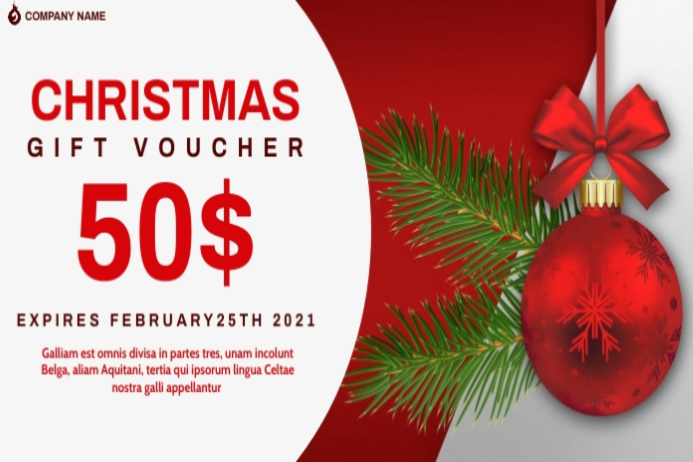 COMPANY NAME
CHRISTMAS
GIFT VOUCHER
50$
EXPIRES FEBRUARY25TH 2021
Galliam est omnis divisa in partes tres, unam incolunt
Belga, aliam Aquitani, tertia qui ipsorum lingua Celtae
nostra galli appellantur